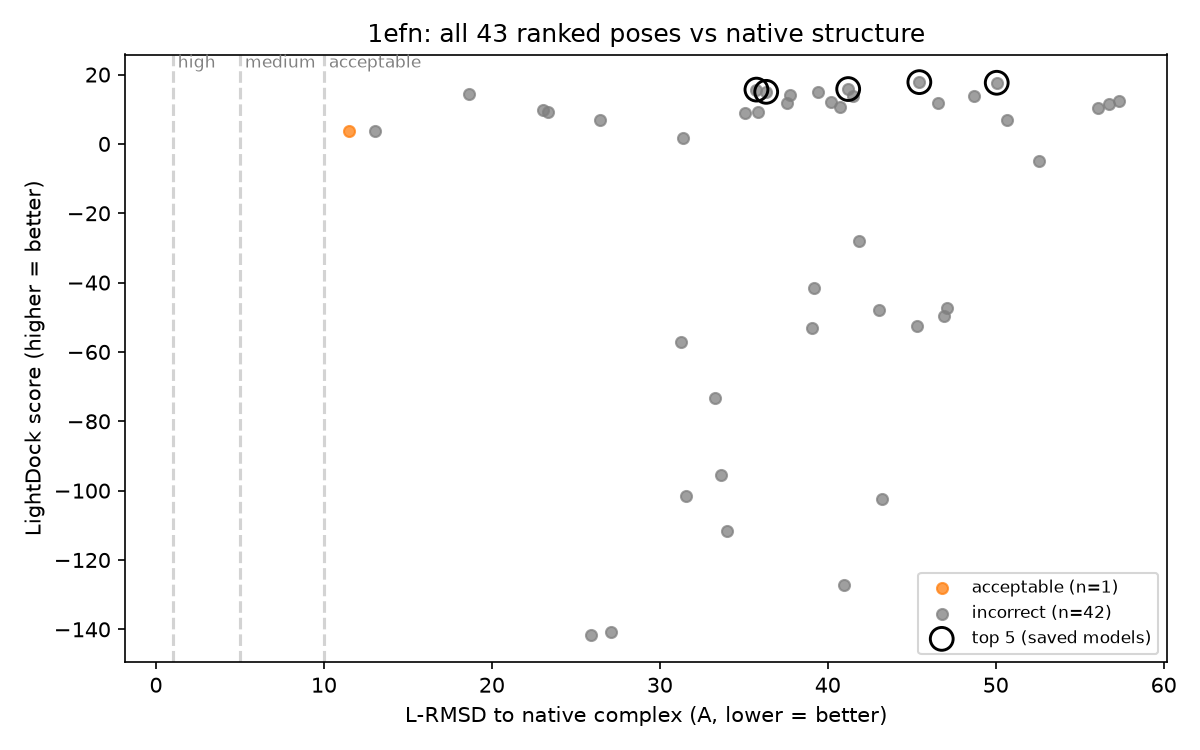 1efn: all 43 ranked poses vs native structure
high medium acceptable
20
0
−20
−40
−60
−80
−100
−120
−140
LightDock score (higher = better)
acceptable (n=1)
incorrect (n=42)
top 5 (saved models)
0 10 20 30 40 50 60
L-RMSD to native complex (A, lower = better)